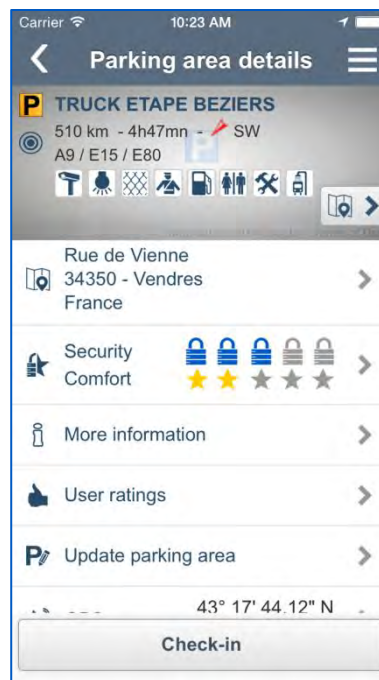 Carrier 10:23 AM
Parking area details
P TRUCK ETAPE BEZIERS
510 km - 4h47mn - SW
A9 / E15 / E80
Rue de Vienne
34350 - Vendres
France
Security
Comfort
More information
User ratings
P Update parking area
43° 17' 44.12" N
Check-in